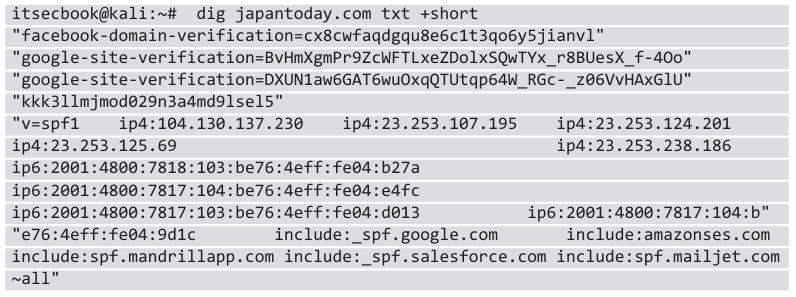 itsecbook@kali:~#  dig japantoday.com txt +short
"facebook-domain-verification=cx8cwfaqdgqu8e6c1t3qo6y5jianvl"
"google-site-verification=BvHmXgmPr9ZcWFTLxeZDolxSQwTYx_r8BUesX_f-4Oo"
"google-site-verification=DXUN1aw6GAT6wuOxqQTUtqp64W_RGc-_z06VvHAxGlU"
"kkk3llmjmod029n3a4md9lsel5"
"v=spf1 ip4:104.130.137.230 ip4:23.253.107.195 ip4:23.253.124.201
ip4:23.253.125.69 ip4:23.253.238.186
ip6:2001:4800:7818:103:be76:4eff:fe04:b27a
ip6:2001:4800:7817:104:be76:4eff:fe04:e4fc
ip6:2001:4800:7817:103:be76:4eff:fe04:d013 ip6:2001:4800:7817:104:b"
"e76:4eff:fe04:9d1c include:_spf.google.com include:amazonses.com
include:spf.mandrillapp.com include:_spf.salesforce.com include:spf.mailjet.com
~all"